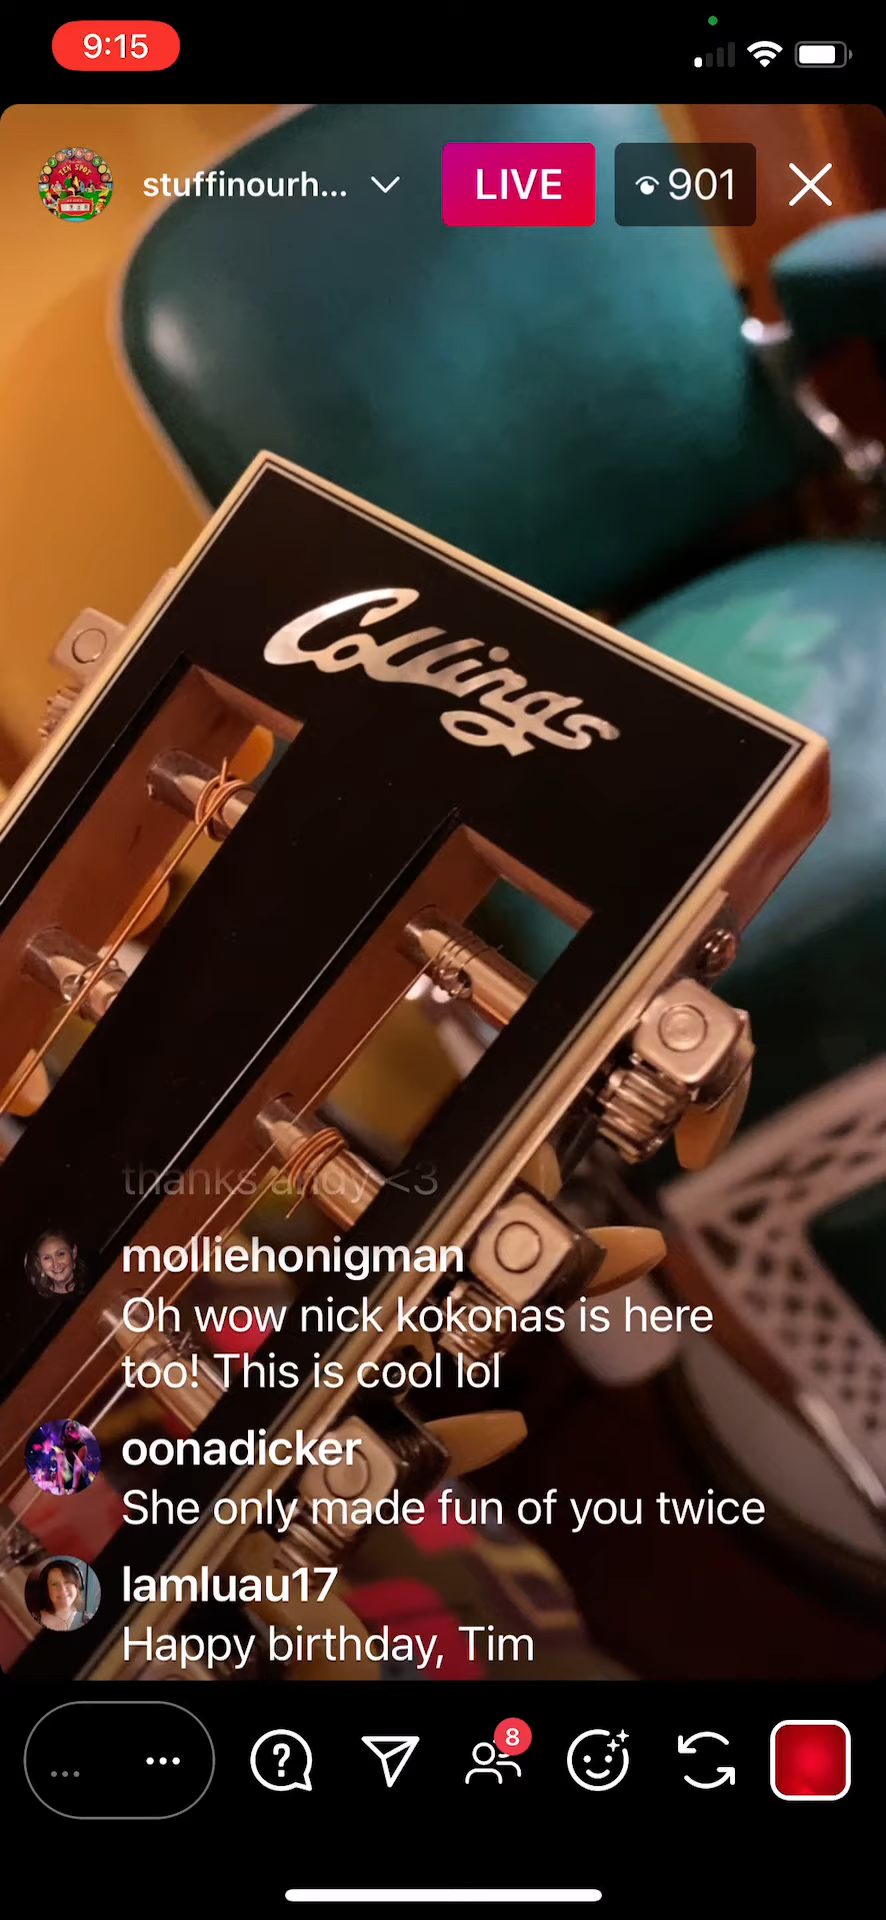 9:15
stuffinourh...
LIVE
901
Collings
thanks andy <3
molliehonigman
Oh wow nick kokonas is here
too! This is cool lol
oonadicker
She only made fun of you twice
lamluau17
Happy birthday, Tim
...
...
8